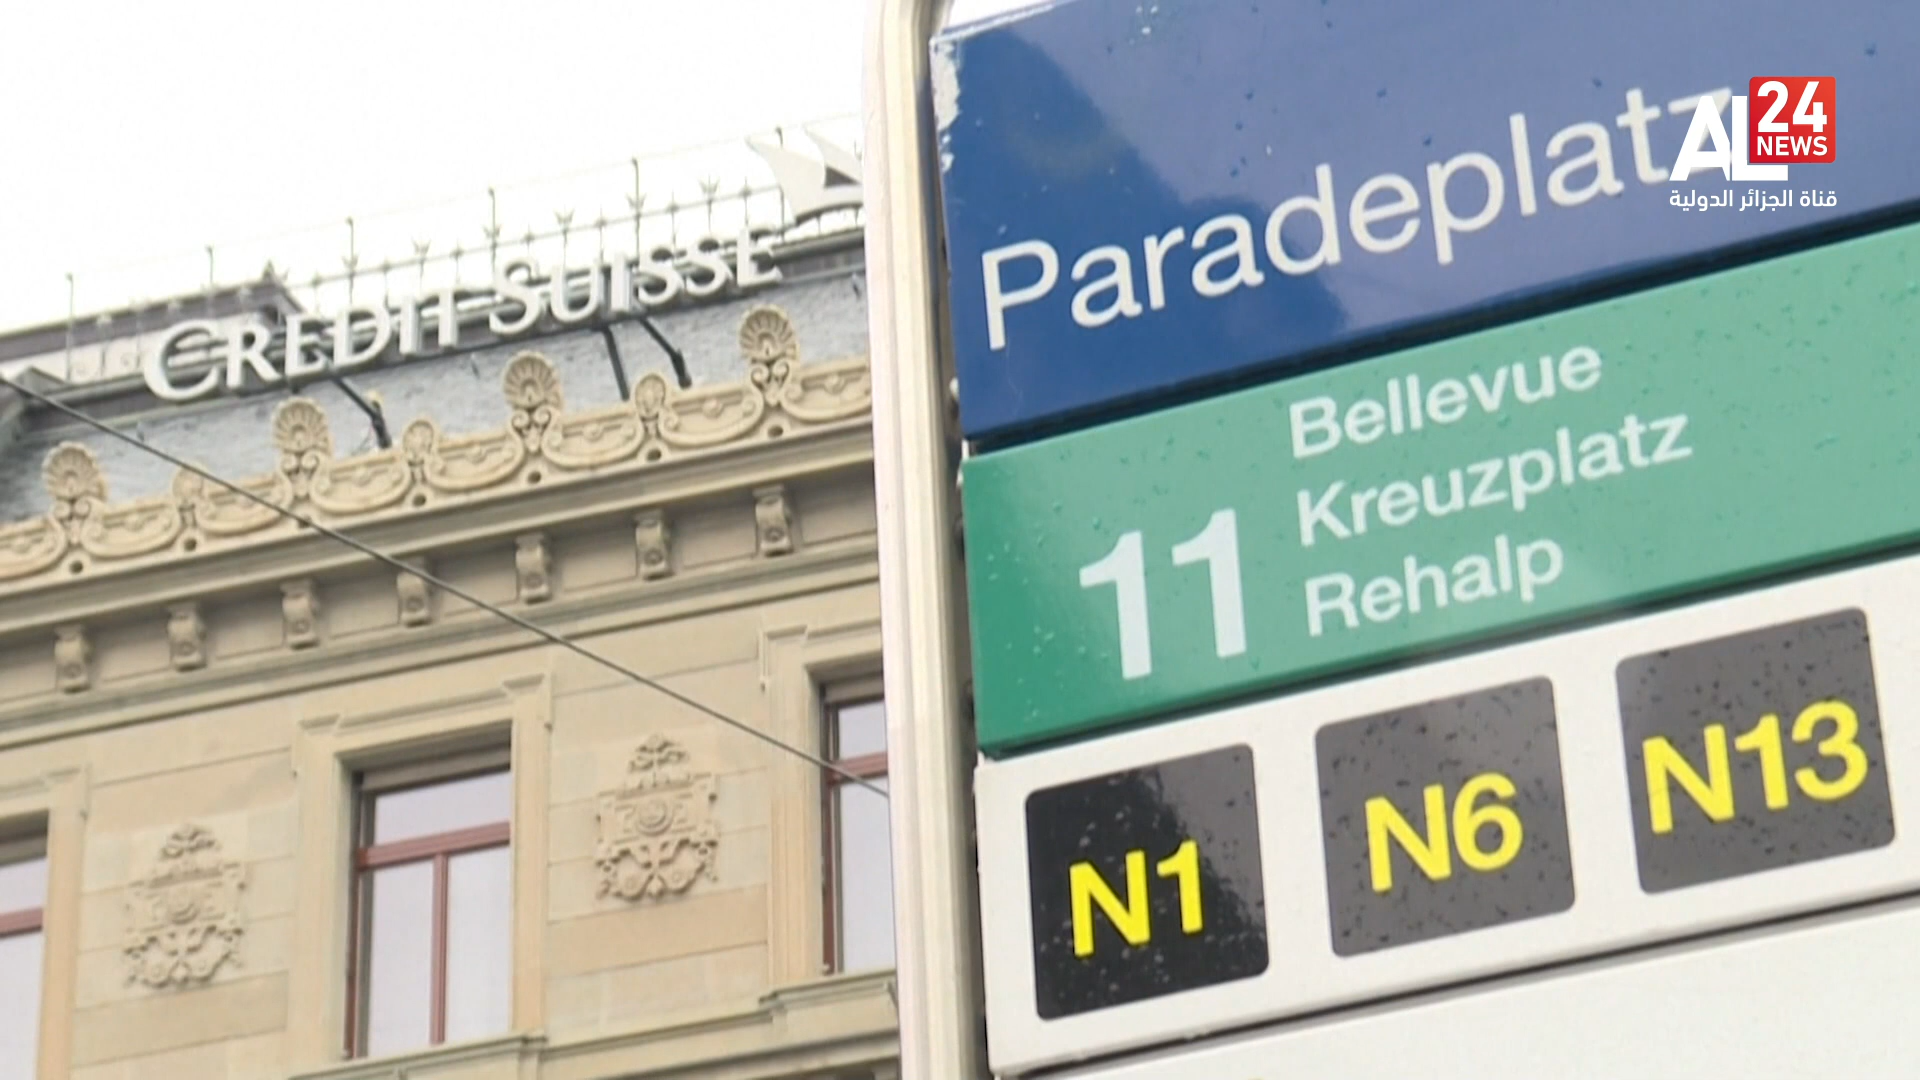 CREDIT SUISSE
Paradeplatz
11
Bellevue
Kreuzplatz
Rehalp
N1
N6
N13
AL
24
NEWS
قناة الجزائر الدولية